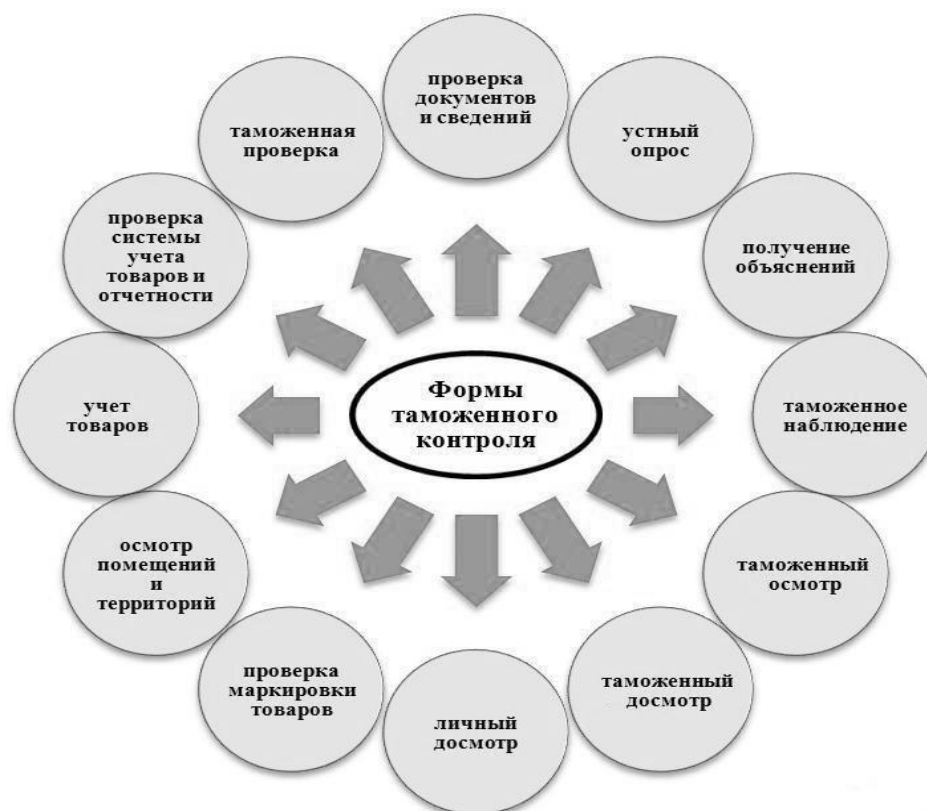 проверка
документов
и сведений
устный
опрос
получение
объяснений
таможенное
наблюдение
таможенный
осмотр
таможенный
досмотр
личный
досмотр
проверка
маркировки
товаров
осмотр
помещений
и
территорий
учет
товаров
проверка
системы
учета
товаров и
отчетности
таможенная
проверка
Формы
таможенного
контроля